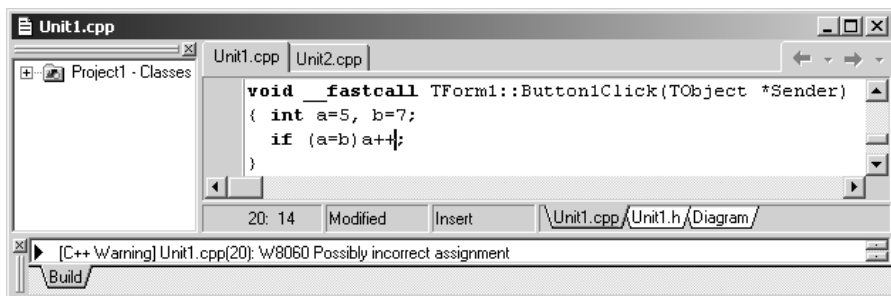 Unit1.cpp
Project1 - Classes
Unit1.cpp Unit2.cpp
void __fastcall TForm1::Button1Click(TObject *Sender)
{ int a=5, b=7;
if (a=b)a++;
}
20: 14 Modified Insert \Unit1.cpp/Unit1.h/Diagram/
[C++ Warning] Unit1.cpp(20): W8060 Possibly incorrect assignment
\Build/